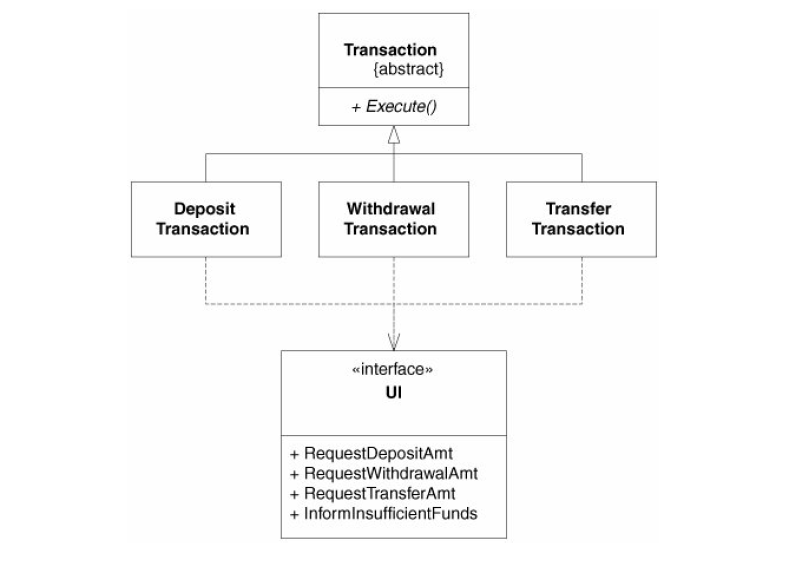 Transaction
{abstract}
+ Execute()
Deposit
Transaction
Withdrawal
Transaction
Transfer
Transaction
«interface»
UI
+ RequestDepositAmt
+ RequestWithdrawalAmt
+ RequestTransferAmt
+ InformInsufficientFunds